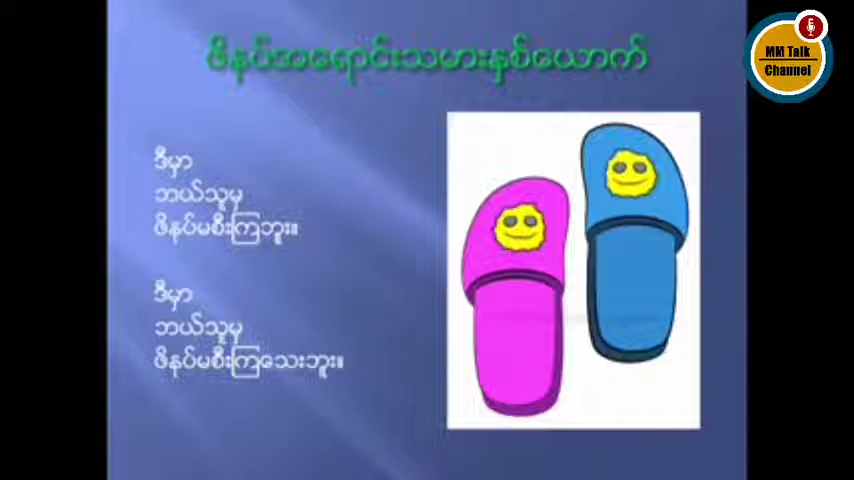 ဖိနပ်အရောင်းသမားနှစ်ယောက်
MM Talk
Channel
ဒီမှာ
ဘယ်သူမှ
ဖိနပ်မစီးကြဘူး။
ဒီမှာ
ဘယ်သူမှ
ဖိနပ်မစီးကြသေးဘူး။